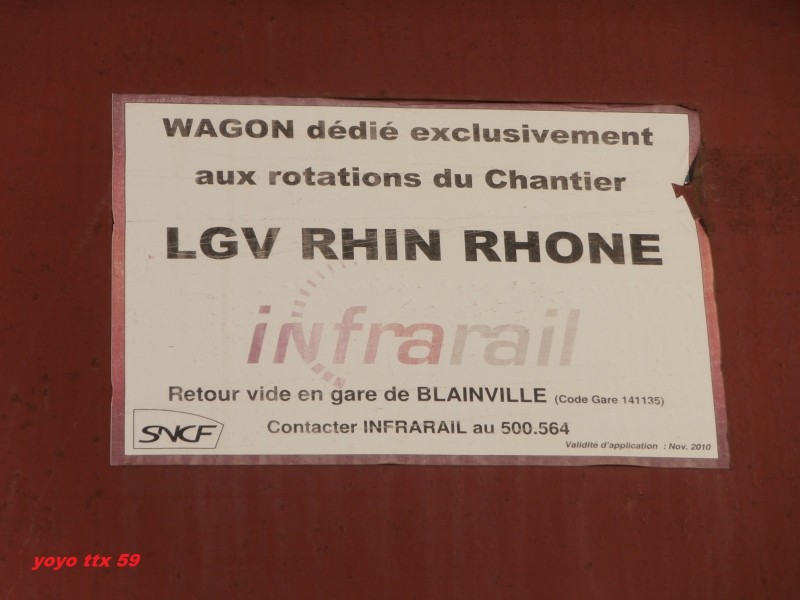 WAGON dédié exclusivement
aux rotations du Chantier
LGV RHIN RHONE
infrarail
Retour vide en gare de BLAINVILLE (Code Gare 141135)
Contacter INFRARAIL au 500.564
SNCF
Validité d'application : Nov. 2010
yoyo ttx 59